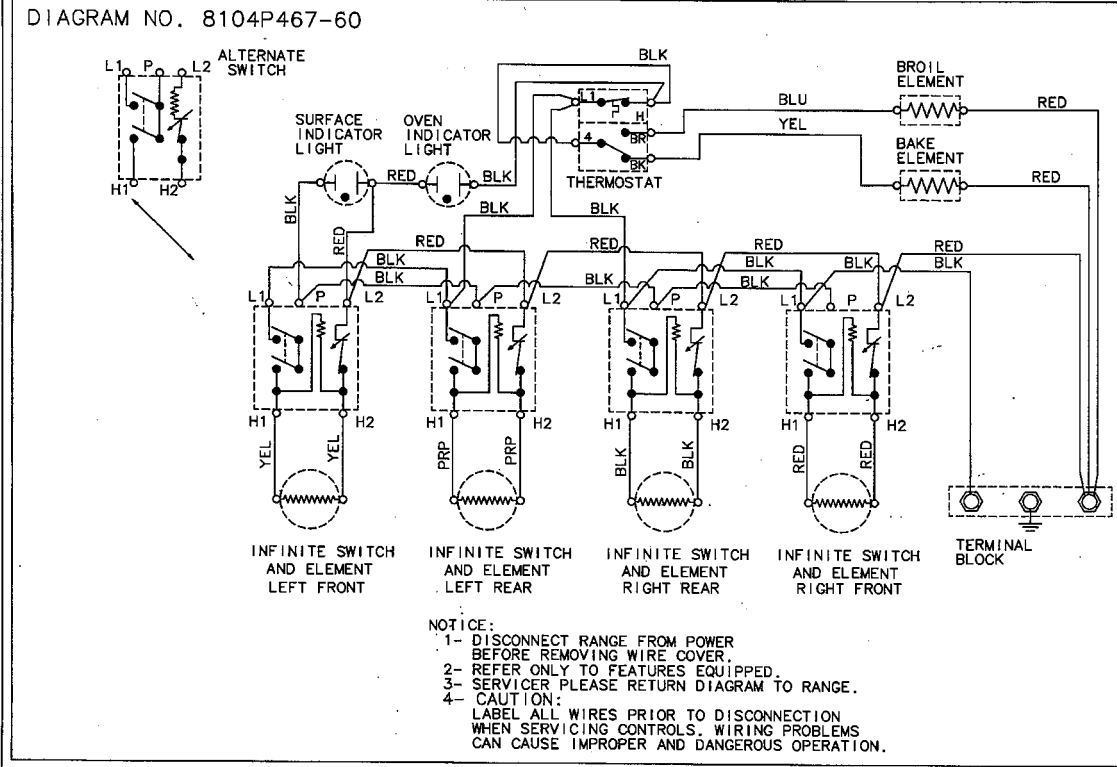 DIAGRAM NO. 8104P467-60
L1 P L2
ALTERNATE
SWITCH
H1 H2
SURFACE
INDICATOR
LIGHT
OVEN
INDICATOR
LIGHT
BLK
L1 P H
4 BR
BK
THERMOSTAT
BLU
YEL
BROIL
ELEMENT
RED
BAKE
ELEMENT
RED
RED BLK
BLK
RED
BLK BLK
RED RED RED RED
BLK BLK BLK
BLK BLK BLK
L1 P L2
L1 P L2
L1 P L2
L1 P L2
H1 H2
H1 H2
H1 H2
H1 H2
YEL YEL
PRP PRP
BLK BLK
RED RED
TERMINAL
BLOCK
INFINITE SWITCH
AND ELEMENT
LEFT FRONT
INFINITE SWITCH
AND ELEMENT
LEFT REAR
INFINITE SWITCH
AND ELEMENT
RIGHT REAR
INFINITE SWITCH
AND ELEMENT
RIGHT FRONT
NOTICE:
1- DISCONNECT RANGE FROM POWER
BEFORE REMOVING WIRE COVER.
2- REFER ONLY TO FEATURES EQUIPPED.
3- SERVICER PLEASE RETURN DIAGRAM TO RANGE.
4- CAUTION:
LABEL ALL WIRES PRIOR TO DISCONNECTION
WHEN SERVICING CONTROLS. WIRING PROBLEMS
CAN CAUSE IMPROPER AND DANGEROUS OPERATION.